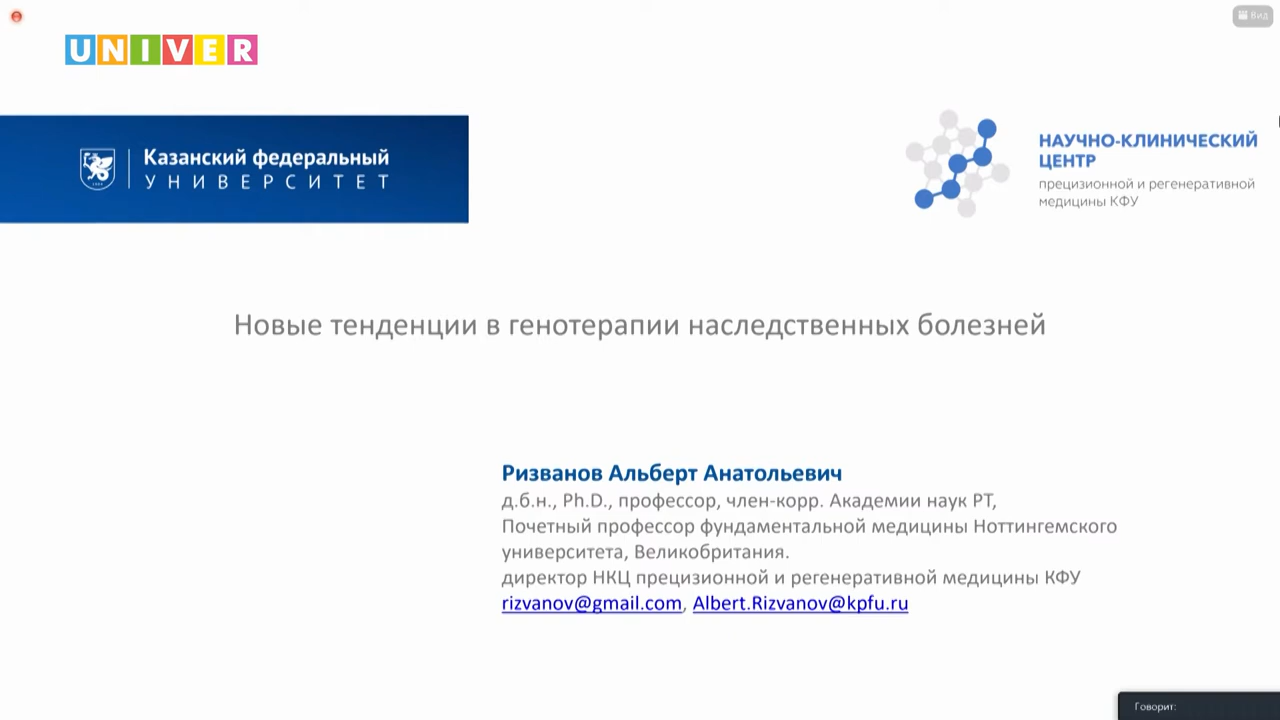 Вид
UNIVER
Казанский федеральный
УНИВЕРСИТЕТ
1804
НАУЧНО-КЛИНИЧЕСКИЙ
ЦЕНТР
прецизионной и регенеративной
медицины КФУ
Новые тенденции в генотерапии наследственных болезней
Ризванов Альберт Анатольевич
д.б.н., Ph.D., профессор, член-корр. Академии наук РТ,
Почетный профессор фундаментальной медицины Ноттингемского
университета, Великобритания.
директор НКЦ прецизионной и регенеративной медицины КФУ
rizvanov@gmail.com, Albert.Rizvanov@kpfu.ru
Говорит: